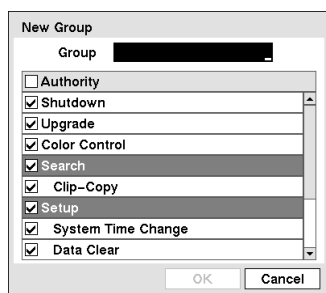 New Group
Group
Authority
Shutdown
Upgrade
Color Control
Search
Clip-Copy
Setup
System Time Change
Data Clear
OK Cancel